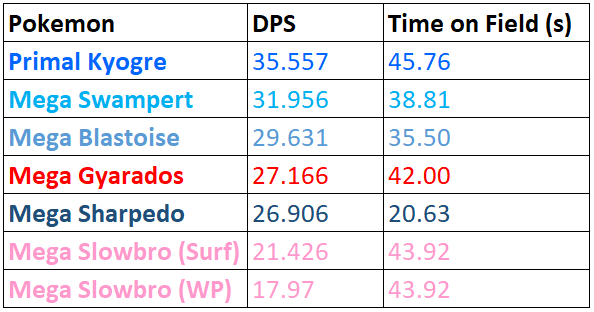 Pokemon DPS Time on Field (s)
Primal Kyogre 35.557 45.76
Mega Swampert 31.956 38.81
Mega Blastoise 29.631 35.50
Mega Gyarados 27.166 42.00
Mega Sharpedo 26.906 20.63
Mega Slowbro (Surf) 21.426 43.92
Mega Slowbro (WP) 17.97 43.92